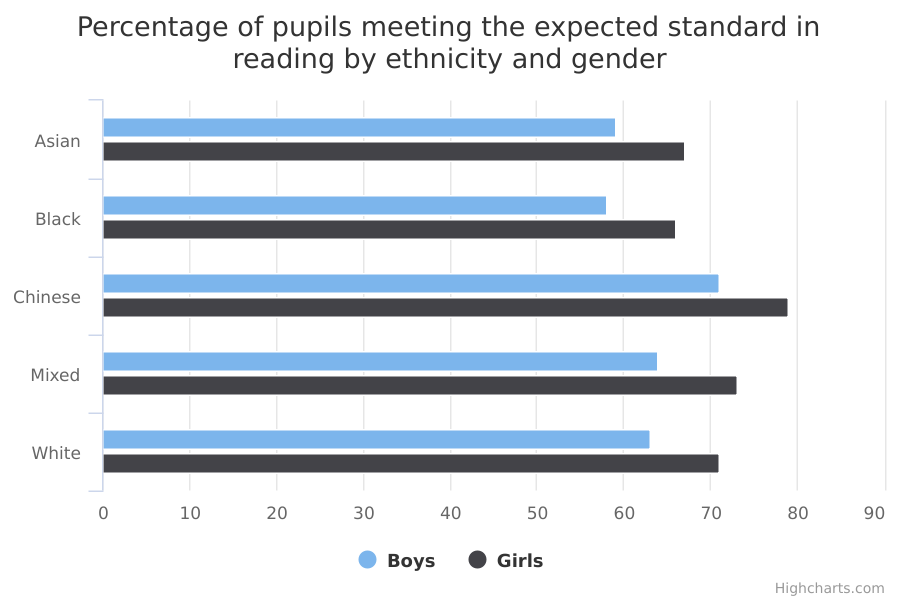 Percentage of pupils meeting the expected standard in
reading by ethnicity and gender
Asian
Black
Chinese
Mixed
White
0 10 20 30 40 50 60 70 80 90
Boys Girls
Highcharts.com